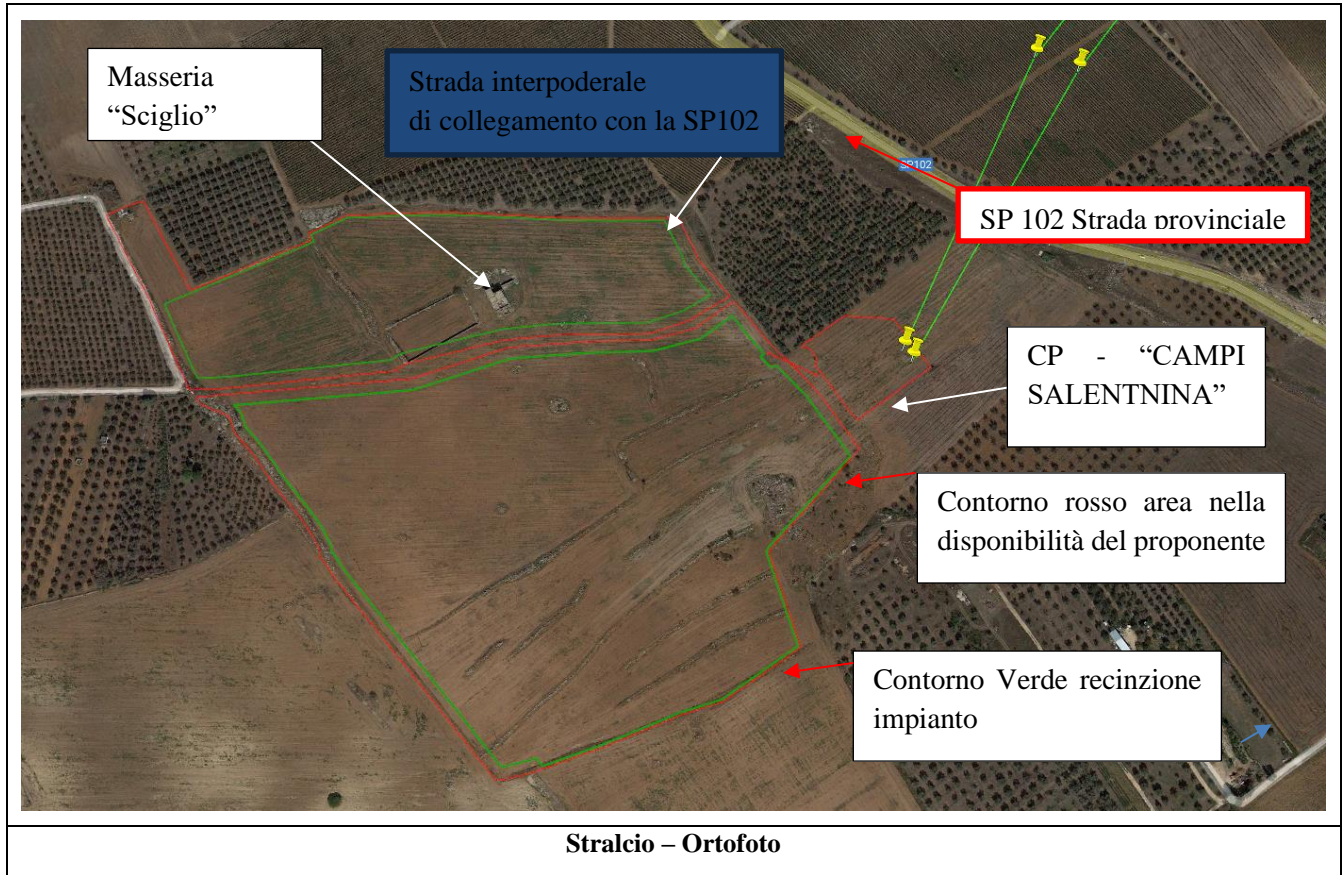 Masseria
“Sciglio”
Strada interpoderale
di collegamento con la SP102
SP102
SP 102 Strada provinciale
CP - “CAMPI
SALENTNINA”
Contorno rosso area nella
disponibilità del proponente
Contorno Verde recinzione
impianto
Stralcio – Ortofoto